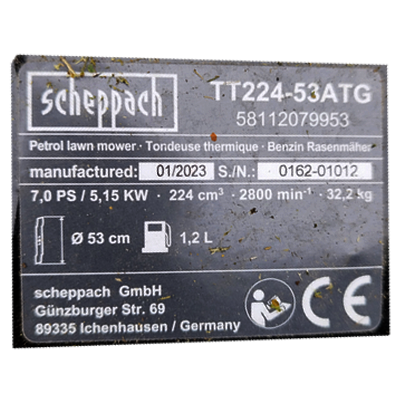 scheppach
TT224-53ATG
58112079953
Petrol lawn mower · Tondeuse thermique · Benzin Rasenmäher
manufactured: 01/2023 S./N.: 0162-01012
7,0 PS / 5,15 KW · 224 cm³ · 2800 min⁻¹ · 32,2 kg
Ø 53 cm 1,2 L
scheppach GmbH
Günzburger Str. 69
89335 Ichenhausen / Germany
CE